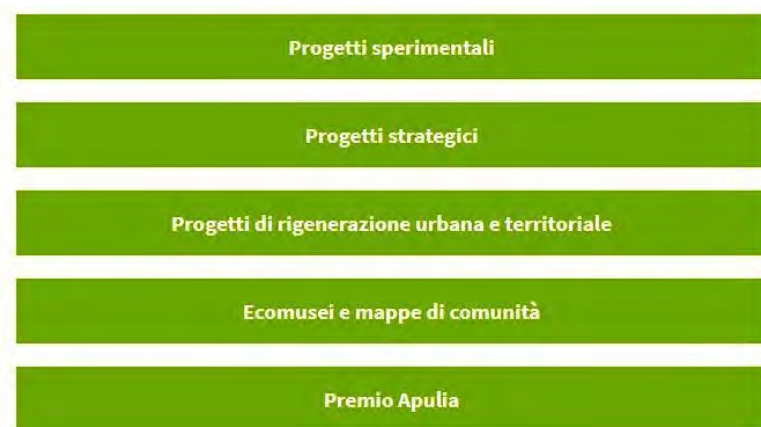 Progetti sperimentali
Progetti strategici
Progetti di rigenerazione urbana e territoriale
Ecomusei e mappe di comunità
Premio Apulia